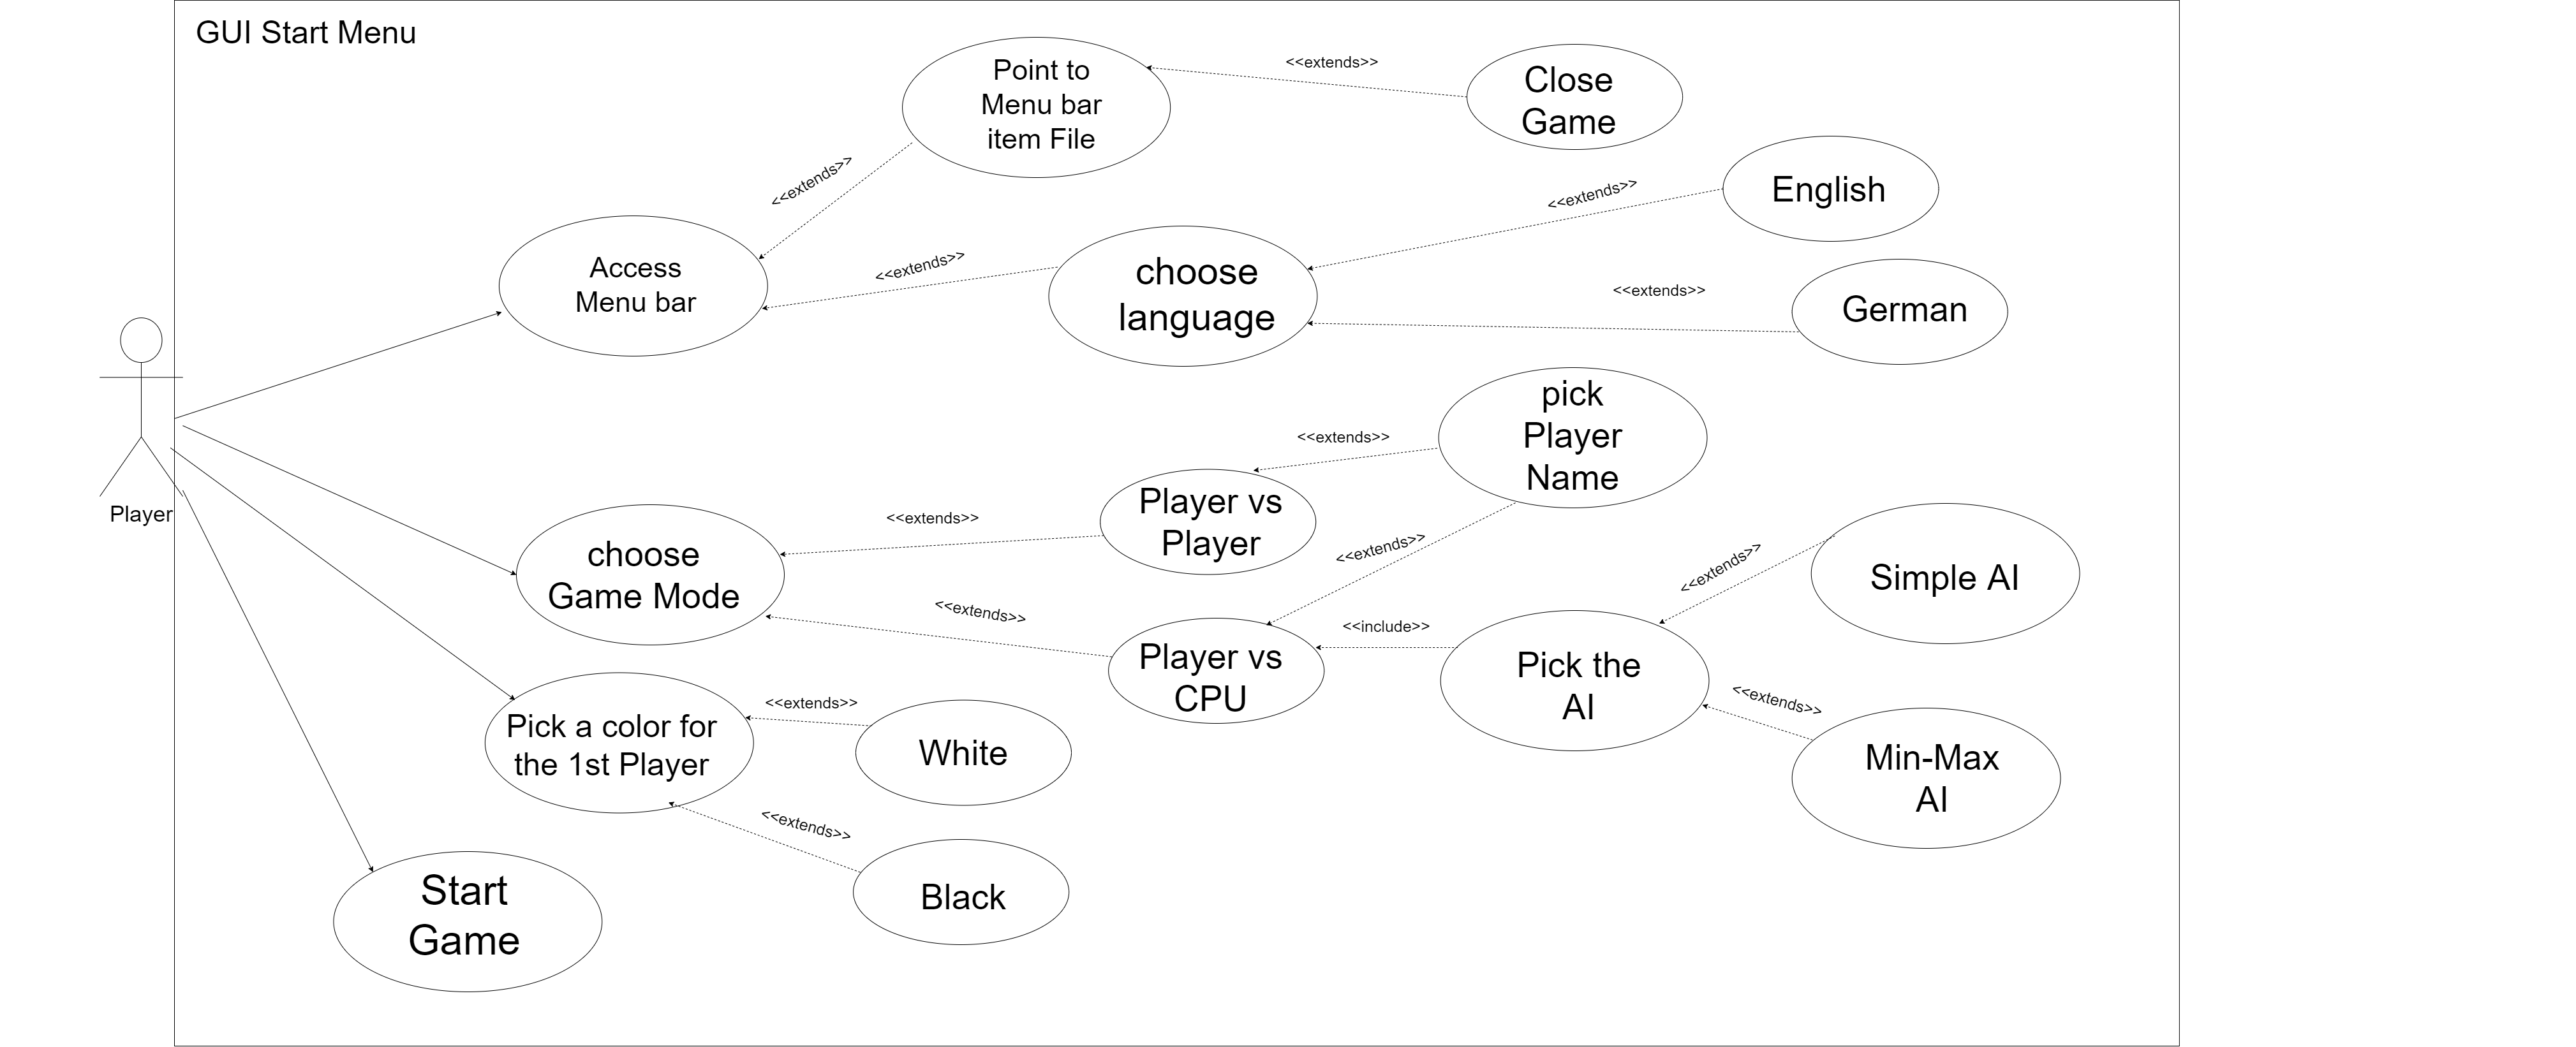 GUI Start Menu
Point to
Menu bar
item File
<<extends>>
Close
Game
<<extends>>
English
<<extends>>
Access
Menu bar
<<extends>>
choose
language
<<extends>>
German
Player
pick
Player
Name
<<extends>>
Player vs
Player
<<extends>>
choose
Game Mode
<<extends>>
<<extends>>
Simple AI
<<extends>>
Player vs
CPU
<<include>>
Pick the
AI
<<extends>>
Min-Max
AI
Pick a color for
the 1st Player
<<extends>>
White
<<extends>>
Black
Start
Game